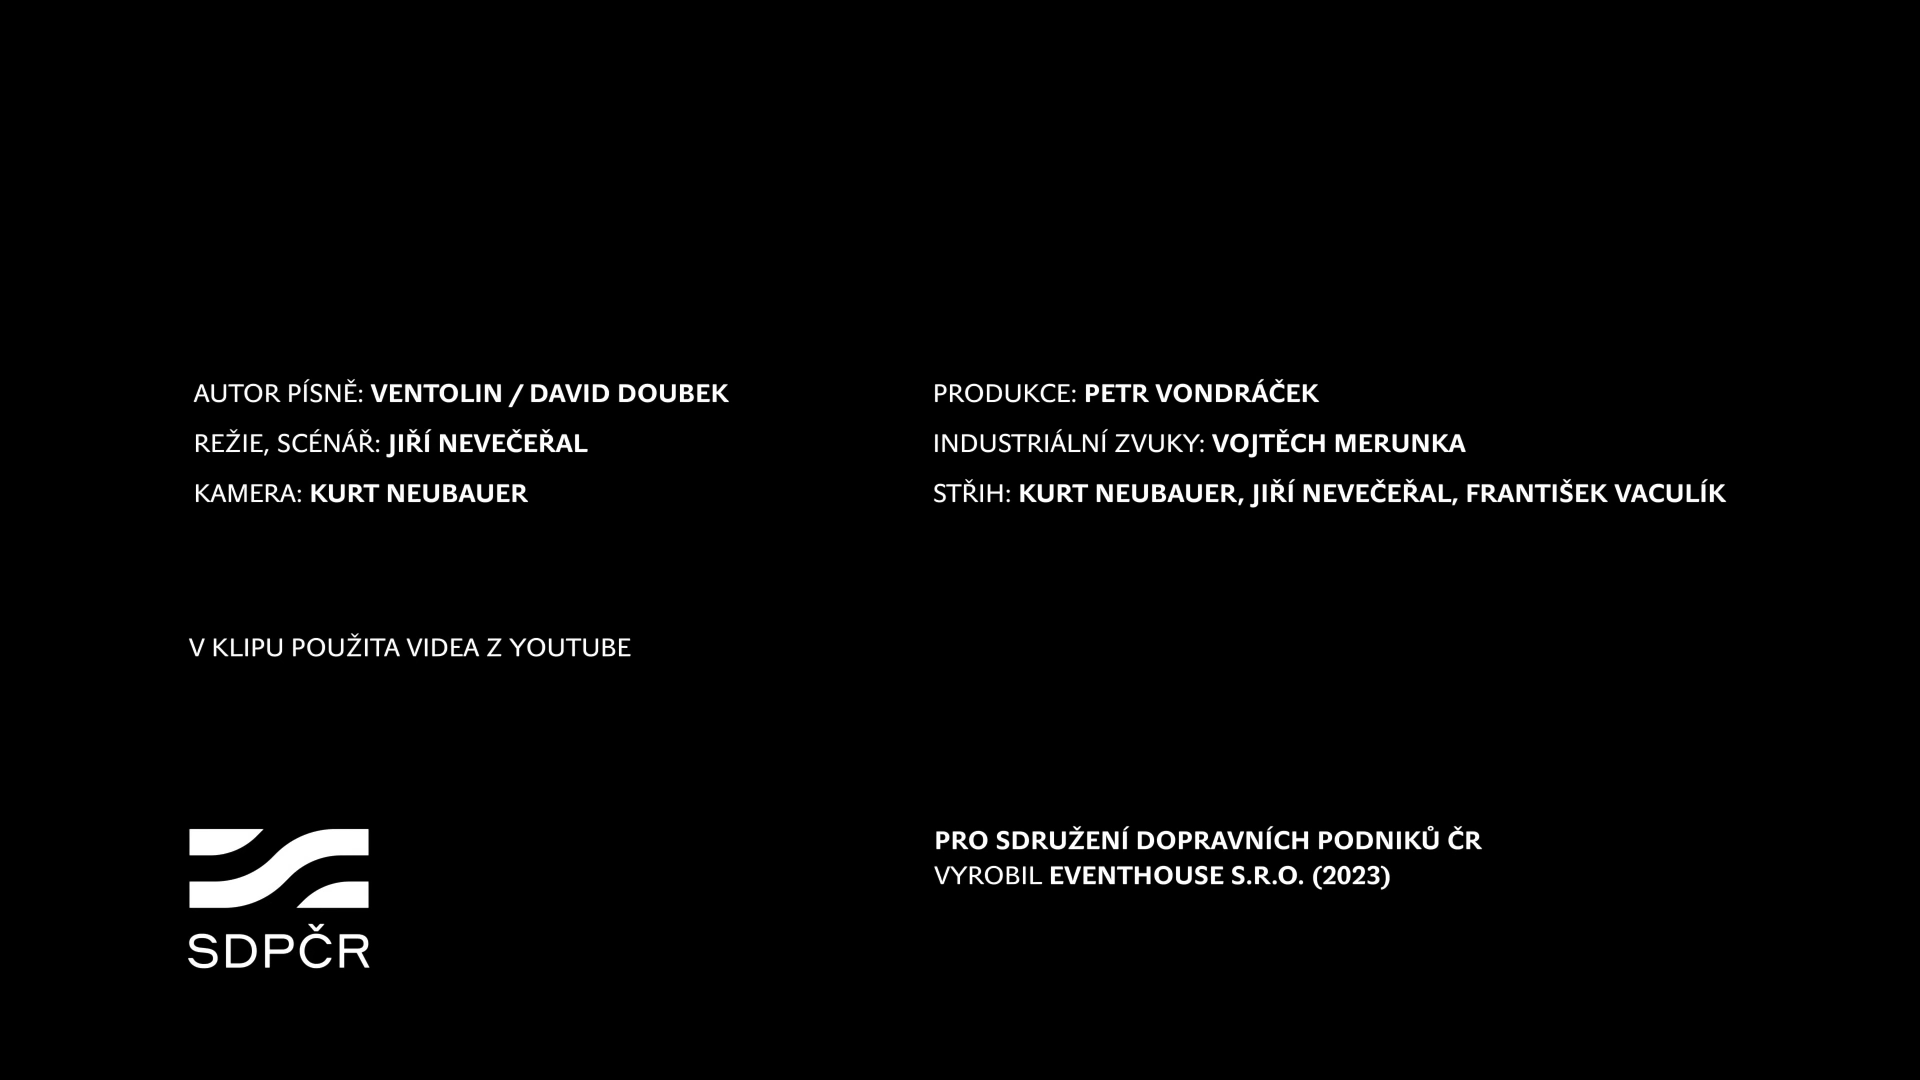 AUTOR PÍSNĚ: VENTOLIN / DAVID DOUBEK
REŽIE, SCÉNÁŘ: JIŘÍ NEVEČEŘAL
KAMERA: KURT NEUBAUER
PRODUKCE: PETR VONDRÁČEK
INDUSTRIÁLNÍ ZVUKY: VOJTĚCH MERUNKA
STŘIH: KURT NEUBAUER, JIŘÍ NEVEČEŘAL, FRANTIŠEK VACULÍK
V KLIPU POUŽITA VIDEA Z YOUTUBE
SDPČR
PRO SDRUŽENÍ DOPRAVNÍCH PODNIKŮ ČR
VYROBIL EVENTHOUSE S.R.O. (2023)